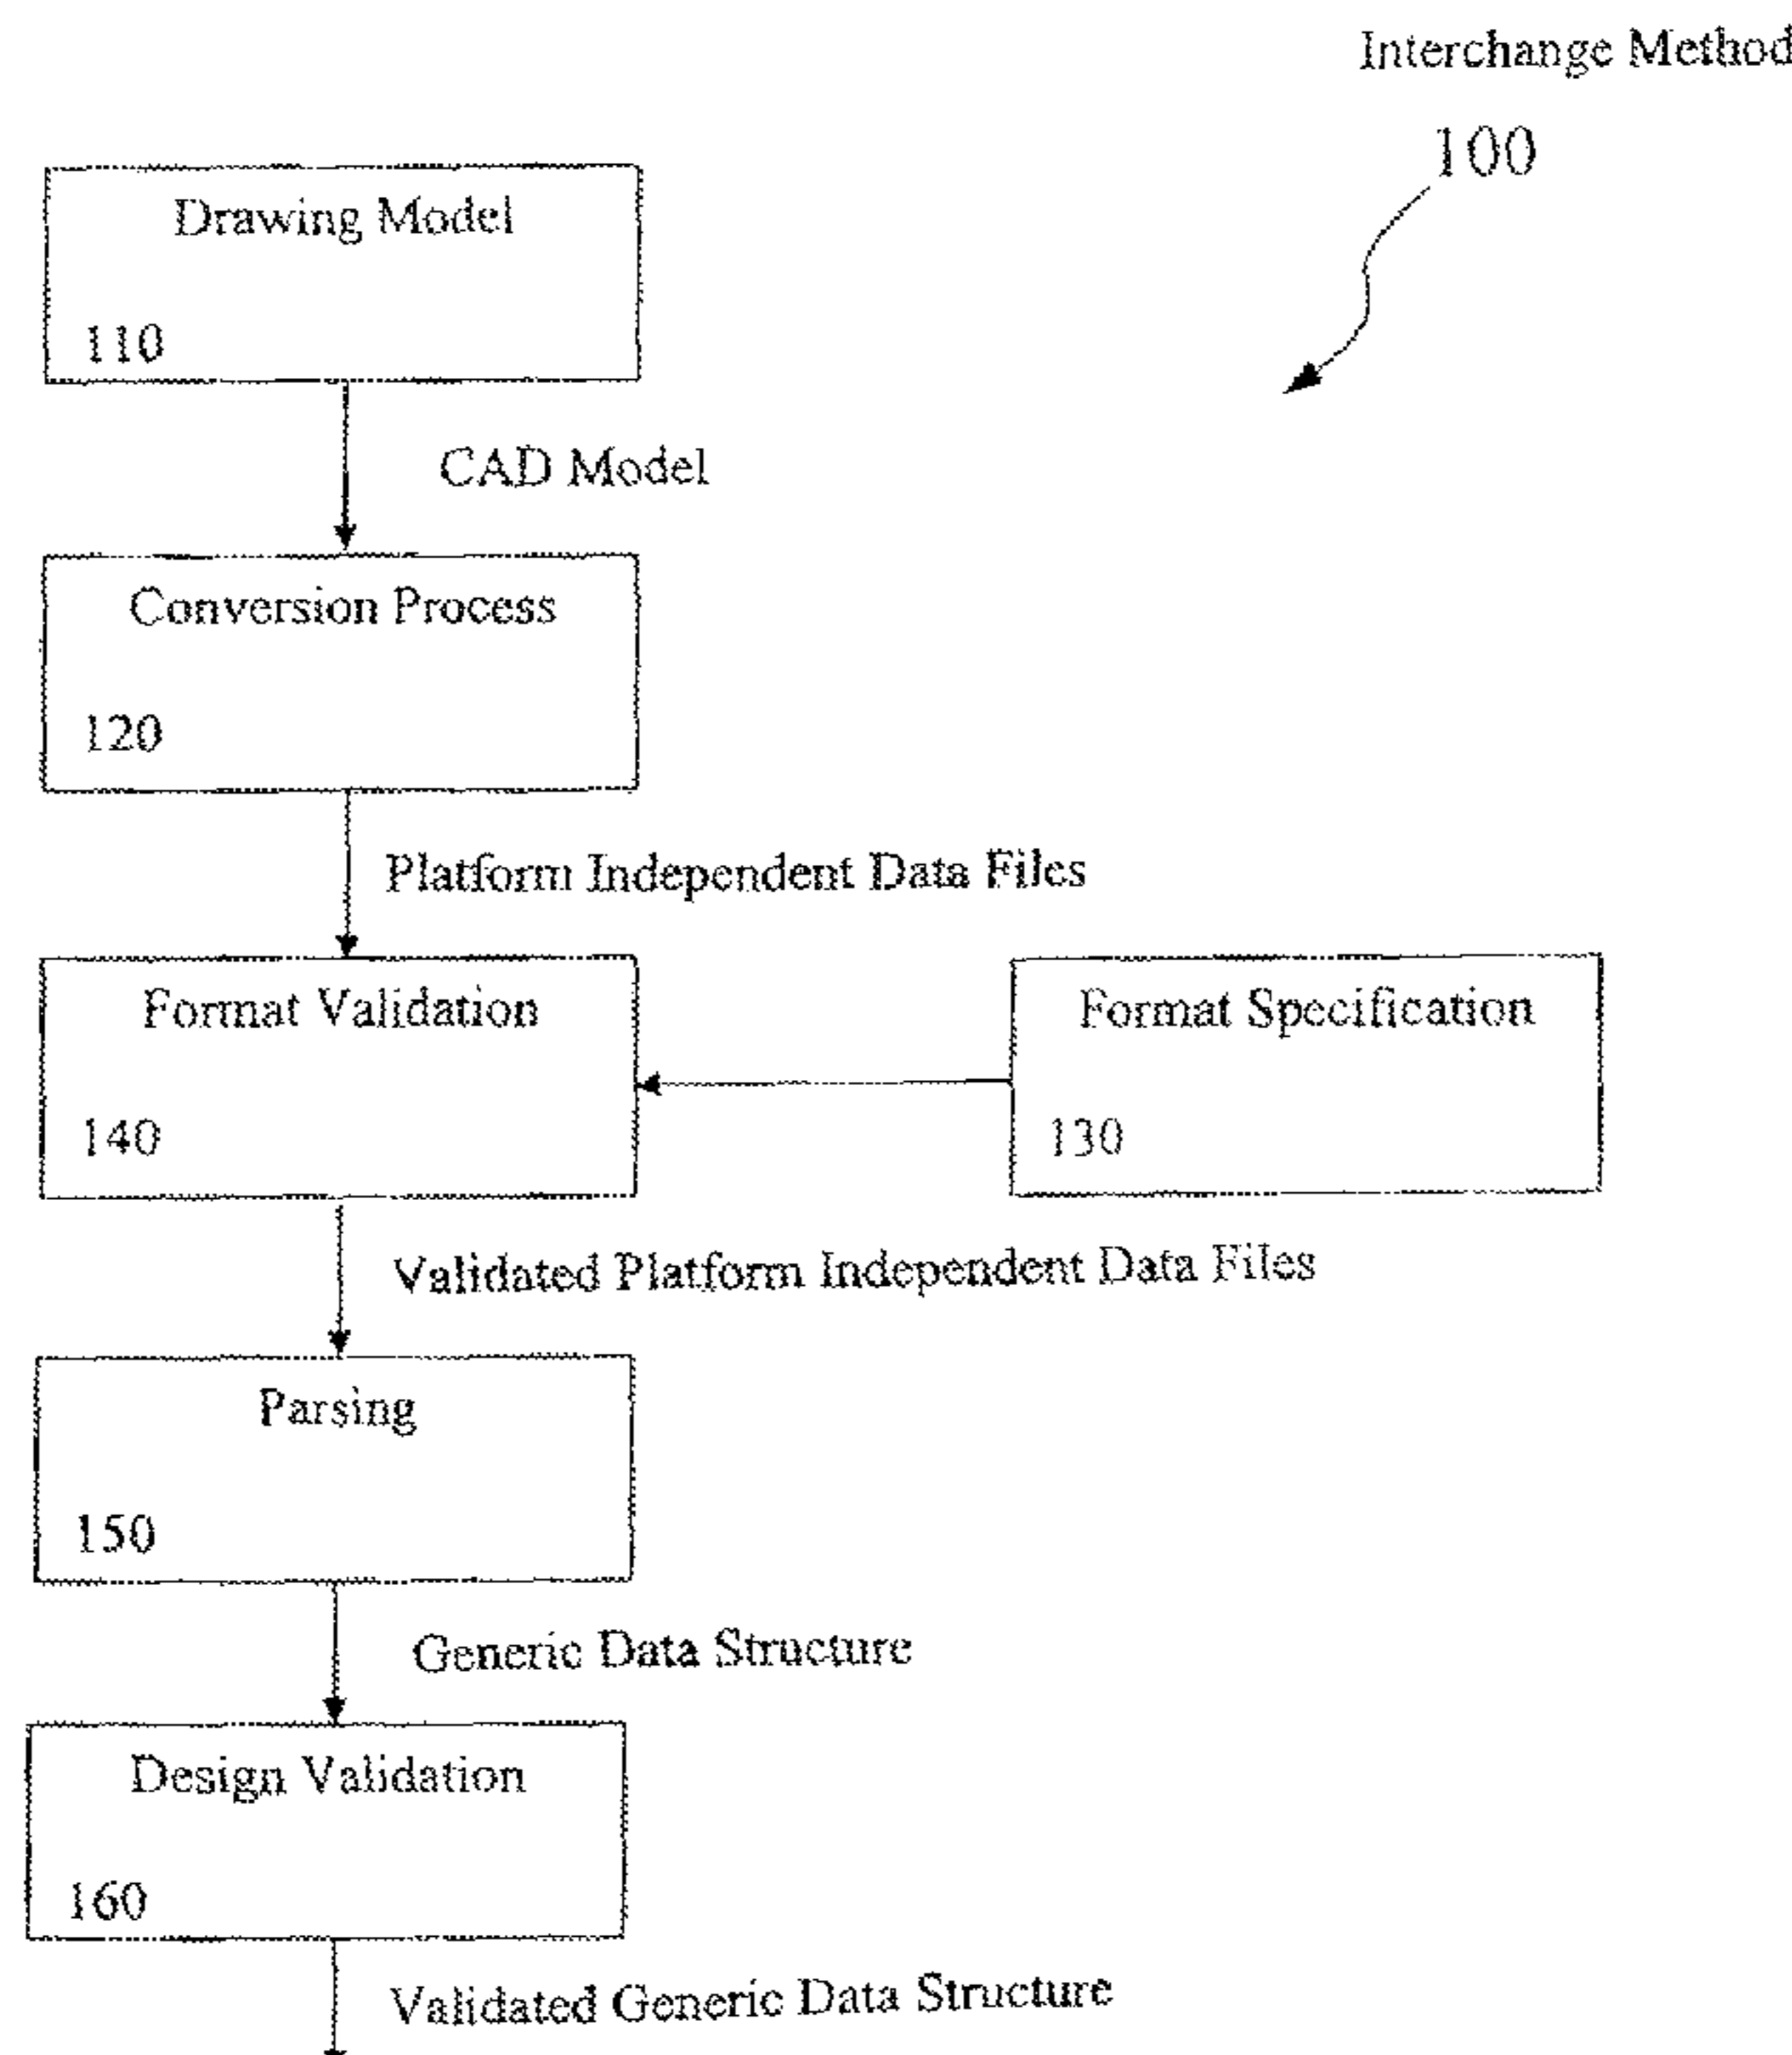 Interchange Method
100
Drawing Model
110
CAD Model
Conversion Process
120
Platform Independent Data Files
Format Validation
140
Format Specification
130
Validated Platform Independent Data Files
Parsing
150
Generic Data Structure
Design Validation
160
Validated Generic Data Structure